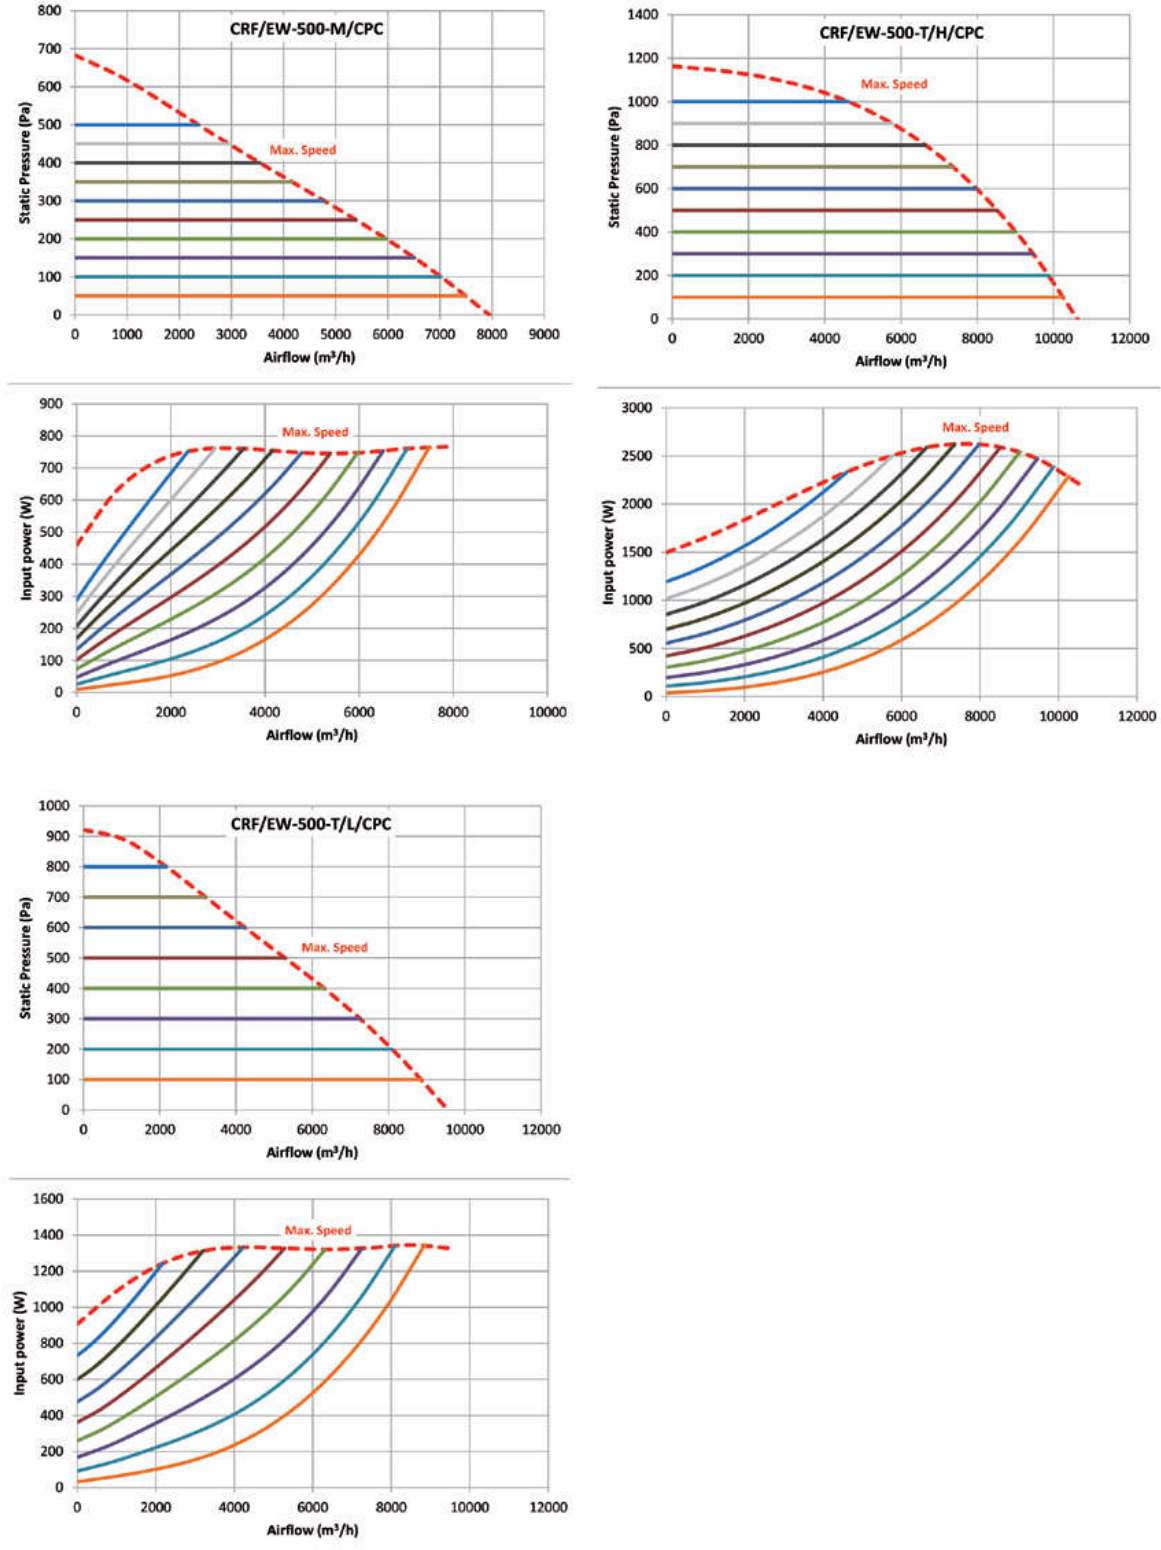 CRF/EW-500-M/CPC
Static Pressure (Pa)
800
700
600
500
400
300
200
100
0
Max. Speed
0 1000 2000 3000 4000 5000 6000 7000 8000 9000
Airflow (m³/h)
CRF/EW-500-T/H/CPC
Static Pressure (Pa)
1400
1200
1000
800
600
400
200
0
Max. Speed
0 2000 4000 6000 8000 10000 12000
Airflow (m³/h)
Input power (W)
900
800
700
600
500
400
300
200
100
0
Max. Speed
0 2000 4000 6000 8000 10000
Airflow (m³/h)
Input power (W)
3000
2500
2000
1500
1000
500
0
Max. Speed
0 2000 4000 6000 8000 10000 12000
Airflow (m³/h)
CRF/EW-500-T/L/CPC
Static Pressure (Pa)
1000
900
800
700
600
500
400
300
200
100
0
Max. Speed
0 2000 4000 6000 8000 10000 12000
Airflow (m³/h)
Input power (W)
1600
1400
1200
1000
800
600
400
200
0
Max. Speed
0 2000 4000 6000 8000 10000 12000
Airflow (m³/h)